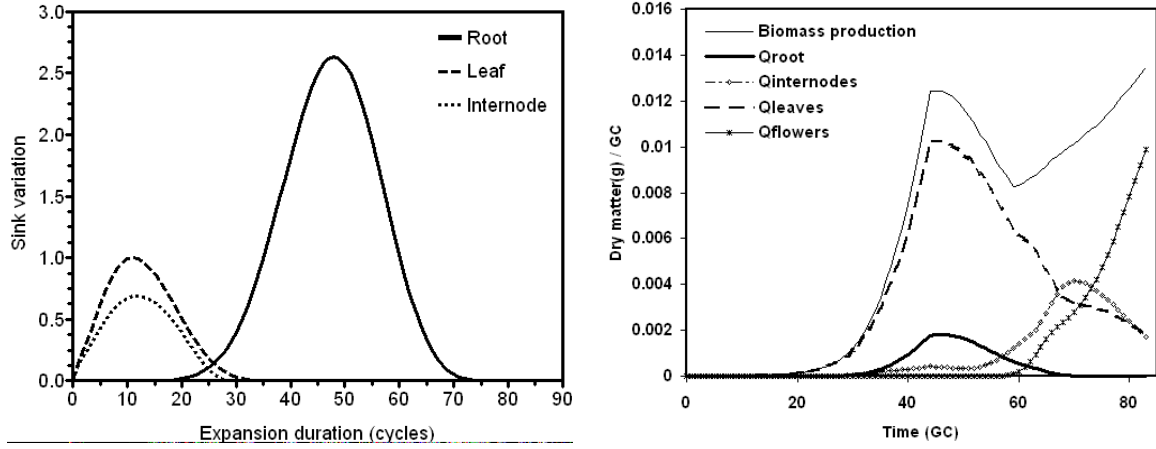 3.0
2.5
2.0
1.5
1.0
0.5
0.0
Sink variation
0 10 20 30 40 50 60 70 80 90
Expansion duration (cycles)
Root
Leaf
Internode
0.016
0.014
0.012
0.01
0.008
0.006
0.004
0.002
0
Dry matter(g) / GC
0 20 40 60 80
Time (GC)
Biomass production
Qroot
Qinternodes
Qleaves
Qflowers